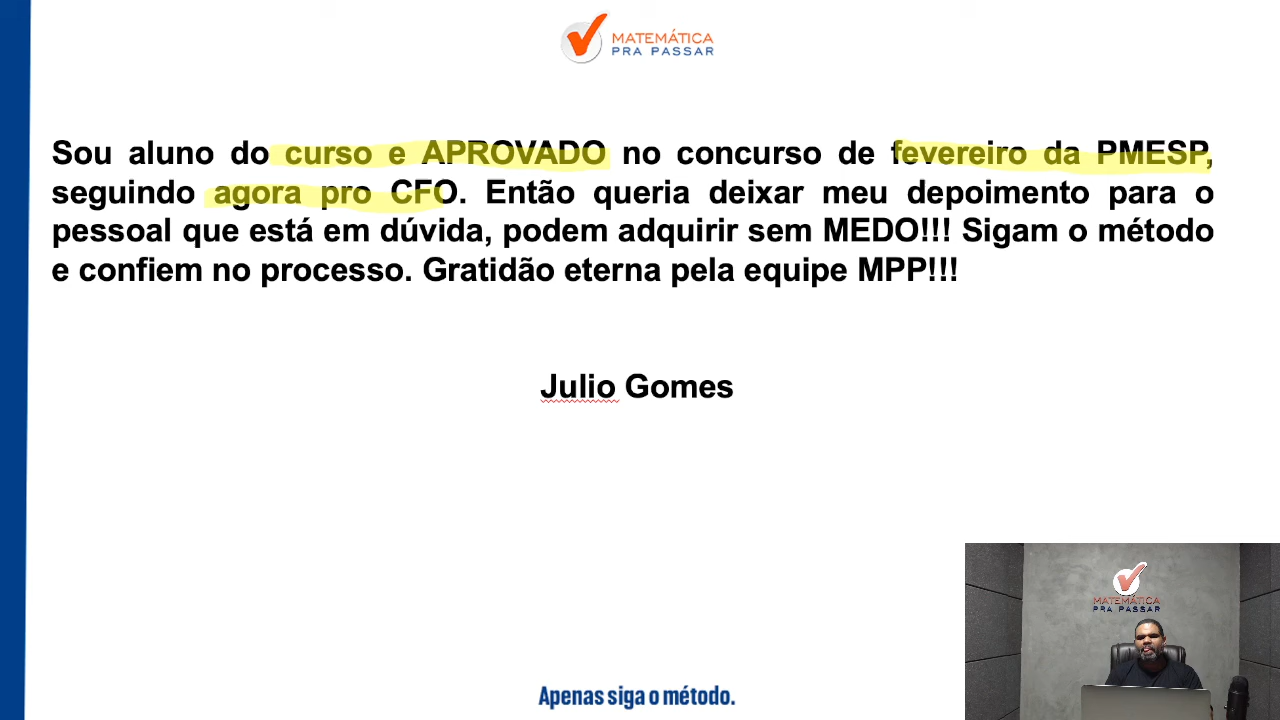 MATEMÁTICA
PRA PASSAR
Sou aluno do curso e APROVADO no concurso de fevereiro da PMESP,
seguindo agora pro CFO. Então queria deixar meu depoimento para o
pessoal que está em dúvida, podem adquirir sem MEDO!!! Sigam o método
e confiem no processo. Gratidão eterna pela equipe MPP!!!
Julio Gomes
MATEMÁTICA
PRA PASSAR
Apenas siga o método.